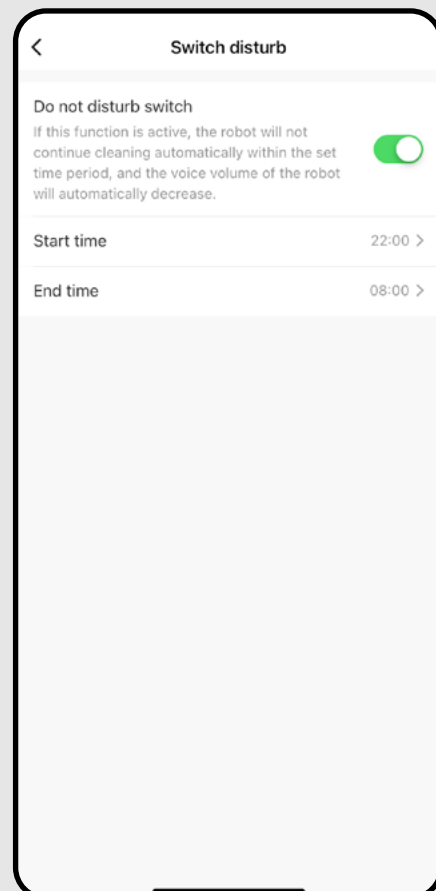 Switch disturb
Do not disturb switch
If this function is active, the robot will not
continue cleaning automatically within the set
time period, and the voice volume of the robot
will automatically decrease.
Start time 22:00
End time 08:00